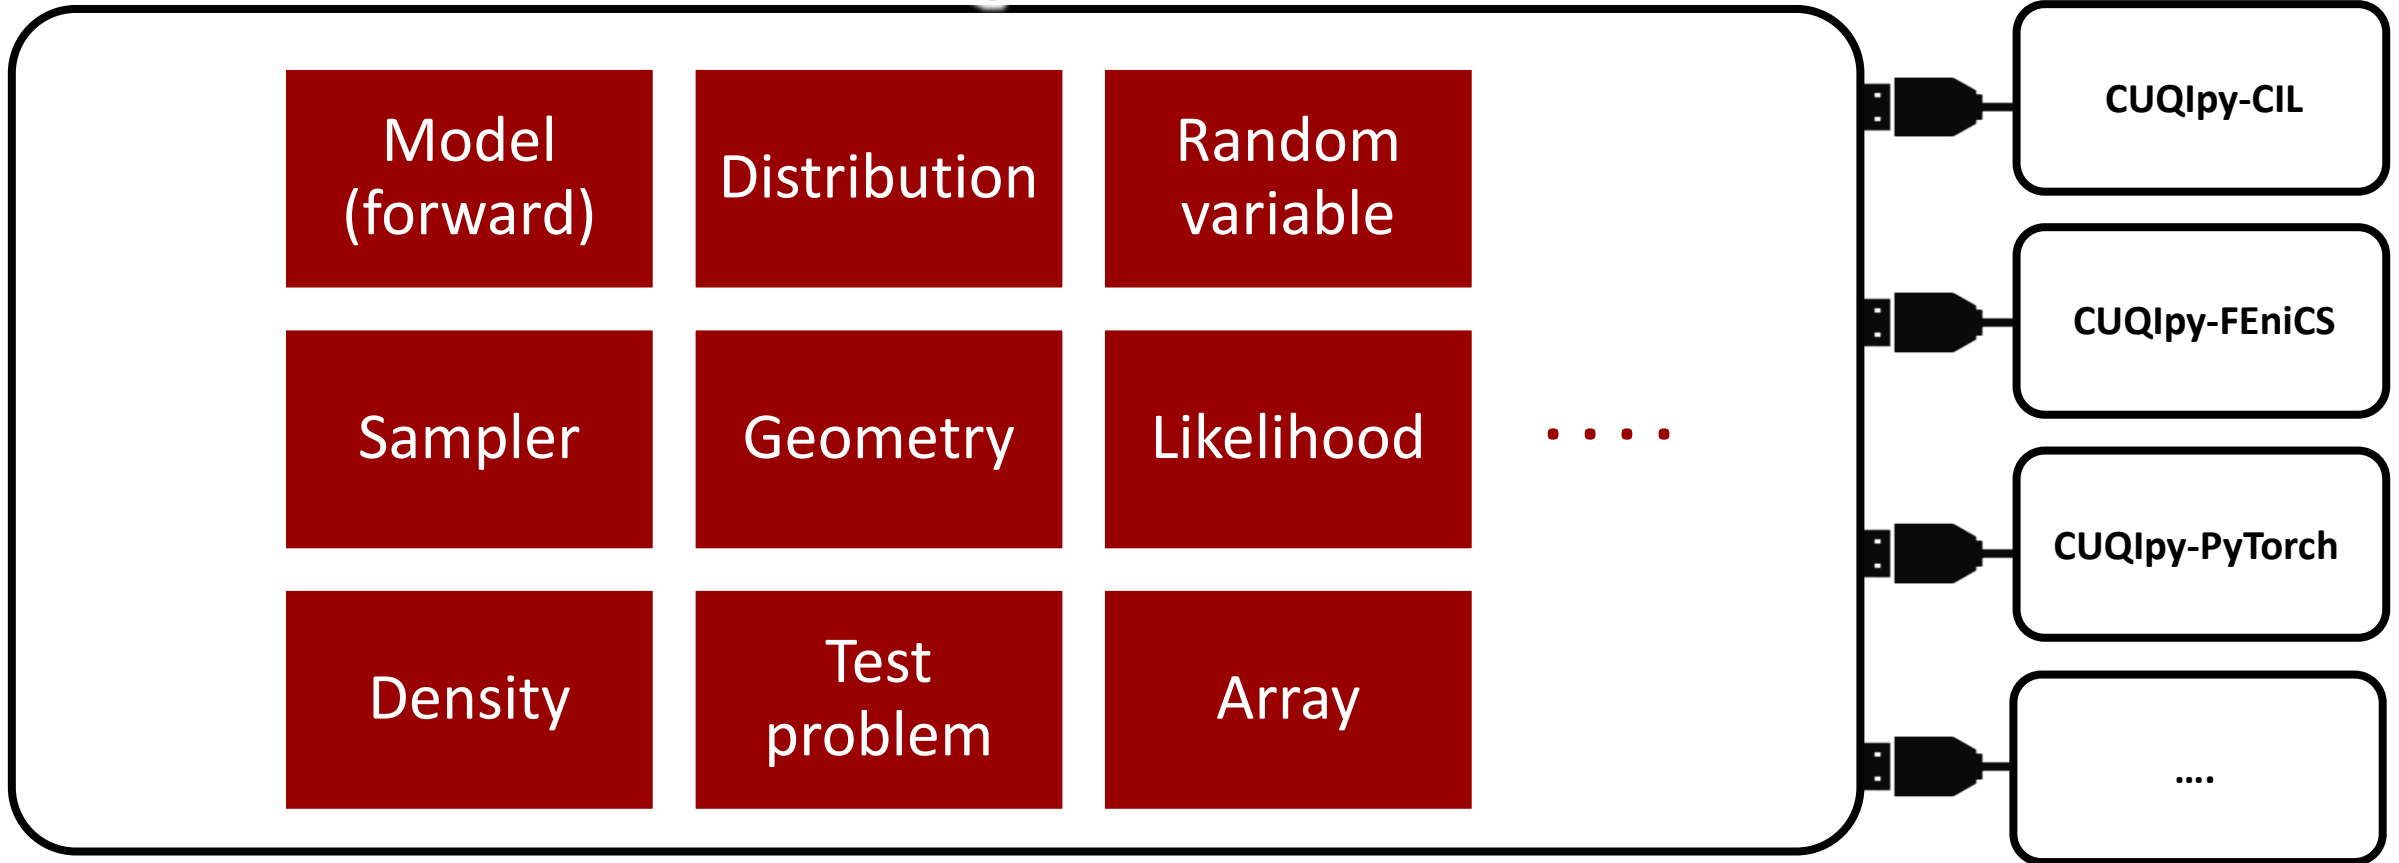 Model
(forward)
Distribution
Random
variable
Sampler
Geometry
Likelihood
. . . .
Density
Test
problem
Array
CUQIpy-CIL
CUQIpy-FEniCS
CUQIpy-PyTorch
....